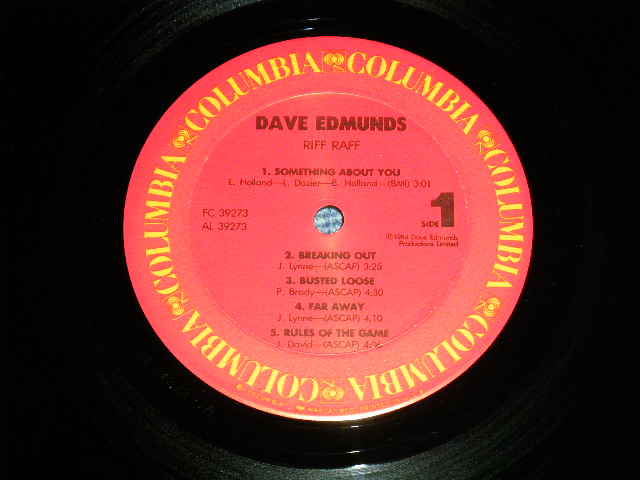 COLUMBIA COLUMBIA COLUMBIA COLUMBIA COLUMBIA COLUMBIA
DAVE EDMUNDS
RIFF RAFF
1. SOMETHING ABOUT YOU
E. Holland—L. Dozier—B. Holland—(BMI) 3:01
FC 39273
AL 39273
SIDE 1
℗1984 Dave Edmunds
Productions Limited
2. BREAKING OUT
J. Lynne—(ASCAP) 3:25
3. BUSTED LOOSE
P. Brady—(ASCAP) 4:30
4. FAR AWAY
J. Lynne—(ASCAP) 4:10
5. RULES OF THE GAME
J. David—(ASCAP) 4:06